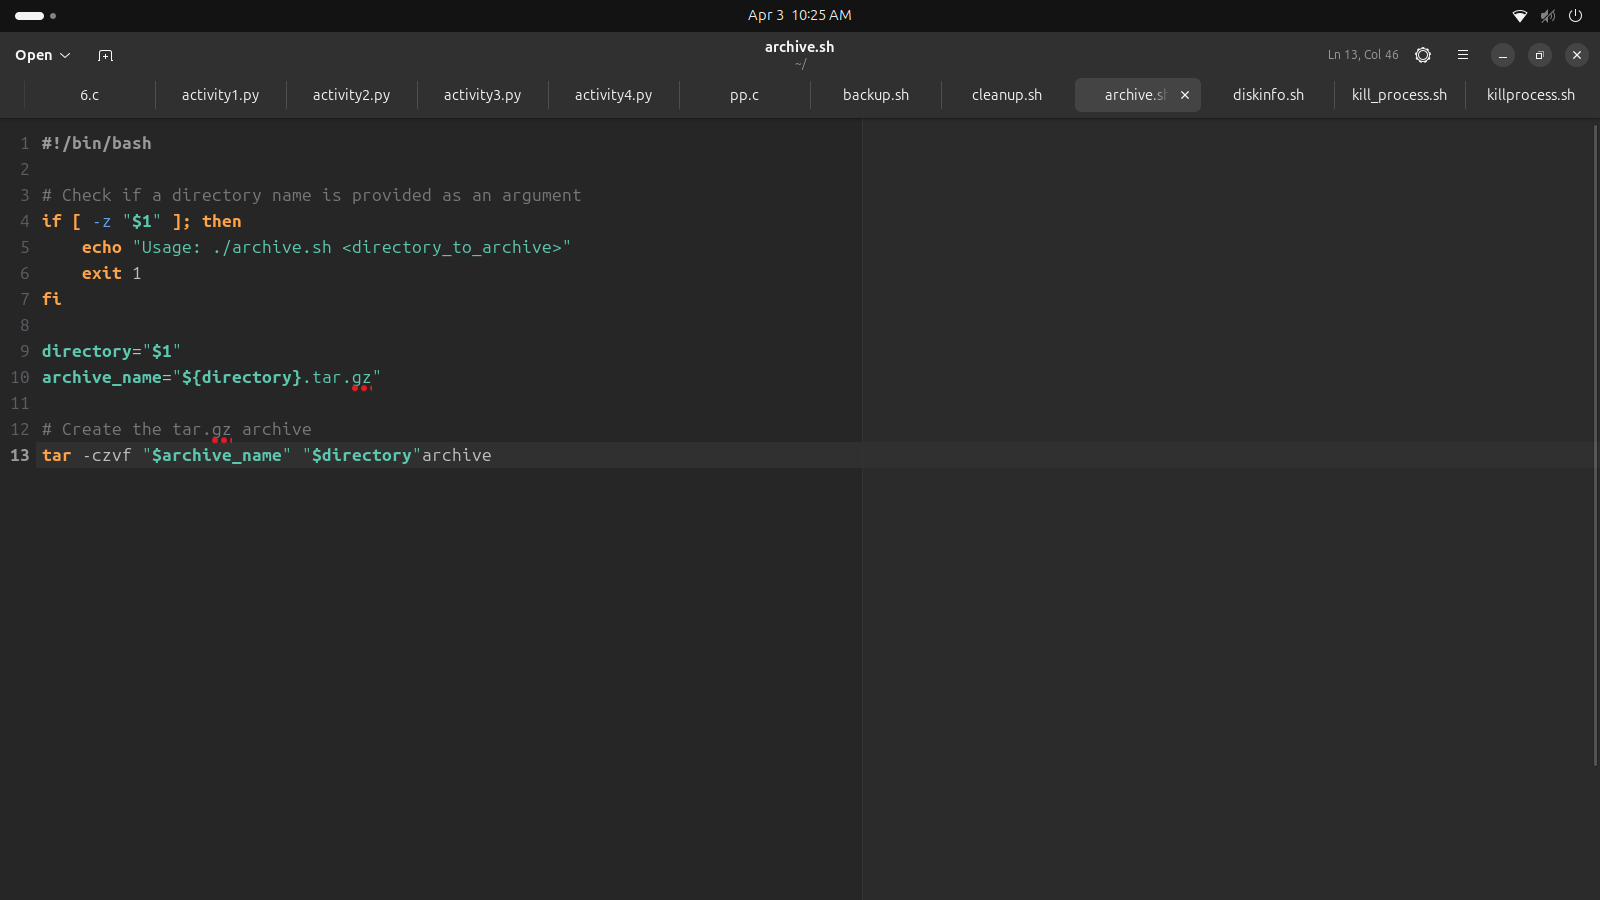 Apr 3 10:25 AM
Open
archive.sh
~/
Ln 13, Col 46
6.c activity1.py activity2.py activity3.py activity4.py pp.c backup.sh cleanup.sh archive.sh diskinfo.sh kill_process.sh killprocess.sh
1 #!/bin/bash
2
3 # Check if a directory name is provided as an argument
4 if [ -z "$1" ]; then
5     echo "Usage: ./archive.sh <directory_to_archive>"
6     exit 1
7 fi
8
9 directory="$1"
10 archive_name="${directory}.tar.gz"
11
12 # Create the tar.gz archive
13 tar -czvf "$archive_name" "$directory"archive